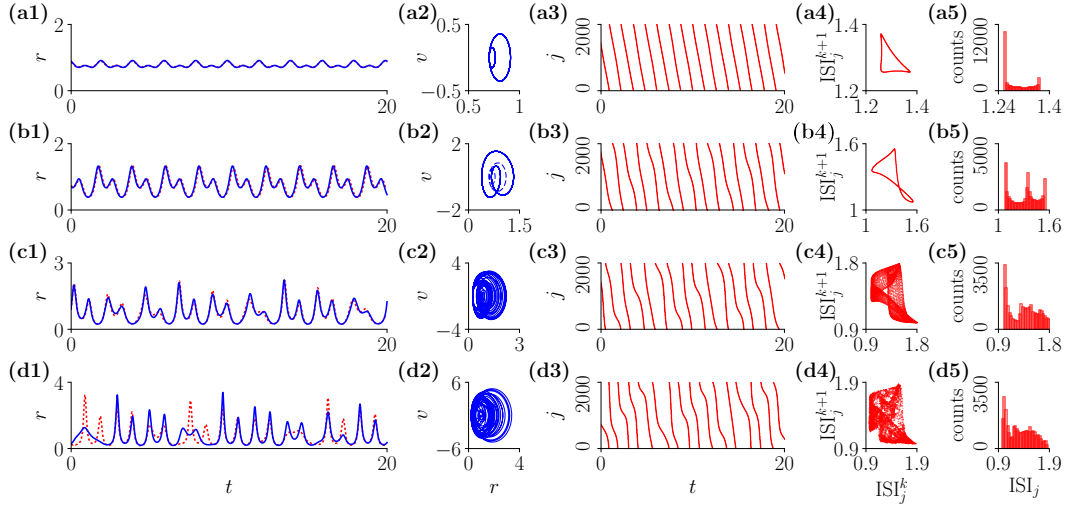 (a1) (a2) (a3) (a4) (a5)
2 0.5 2000 1.4 12000
r v j ISI_j^{k+1} counts
0 −0.5 0 1.2 0
0 20 0.5 1 0 20 1.2 1.4 1.24 1.4
(b1) (b2) (b3) (b4) (b5)
2 2 2000 1.6 5000
r v j ISI_j^{k+1} counts
0 −2 0 1 0
0 20 0 1.5 0 20 1 1.6 1 1.6
(c1) (c2) (c3) (c4) (c5)
3 4 2000 1.8 3500
r v j ISI_j^{k+1} counts
0 −4 0 0.9 0
0 20 0 3 0 20 0.9 1.8 0.9 1.8
(d1) (d2) (d3) (d4) (d5)
4 6 2000 1.9 3500
r v j ISI_j^{k+1} counts
0 −6 0 0.9 0
0 20 0 4 0 20 0.9 1.9 0.9 1.9
t r t ISI_j^k ISI_j